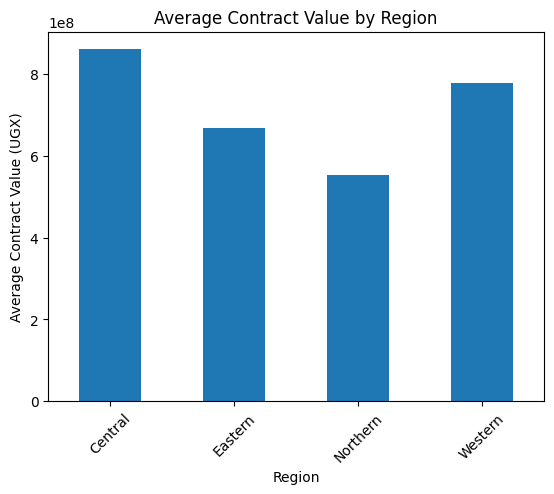 Average Contract Value by Region
1e8
8
6
4
2
0
Average Contract Value (UGX)
Central
Eastern
Northern
Western
Region